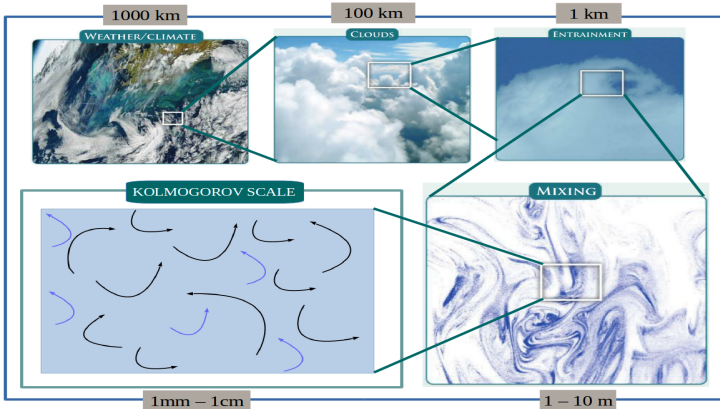 1000 km
100 km
1 km
WEATHER/CLIMATE
CLOUDS
ENTRAINMENT
KOLMOGOROV SCALE
MIXING
1mm – 1cm
1 – 10 m